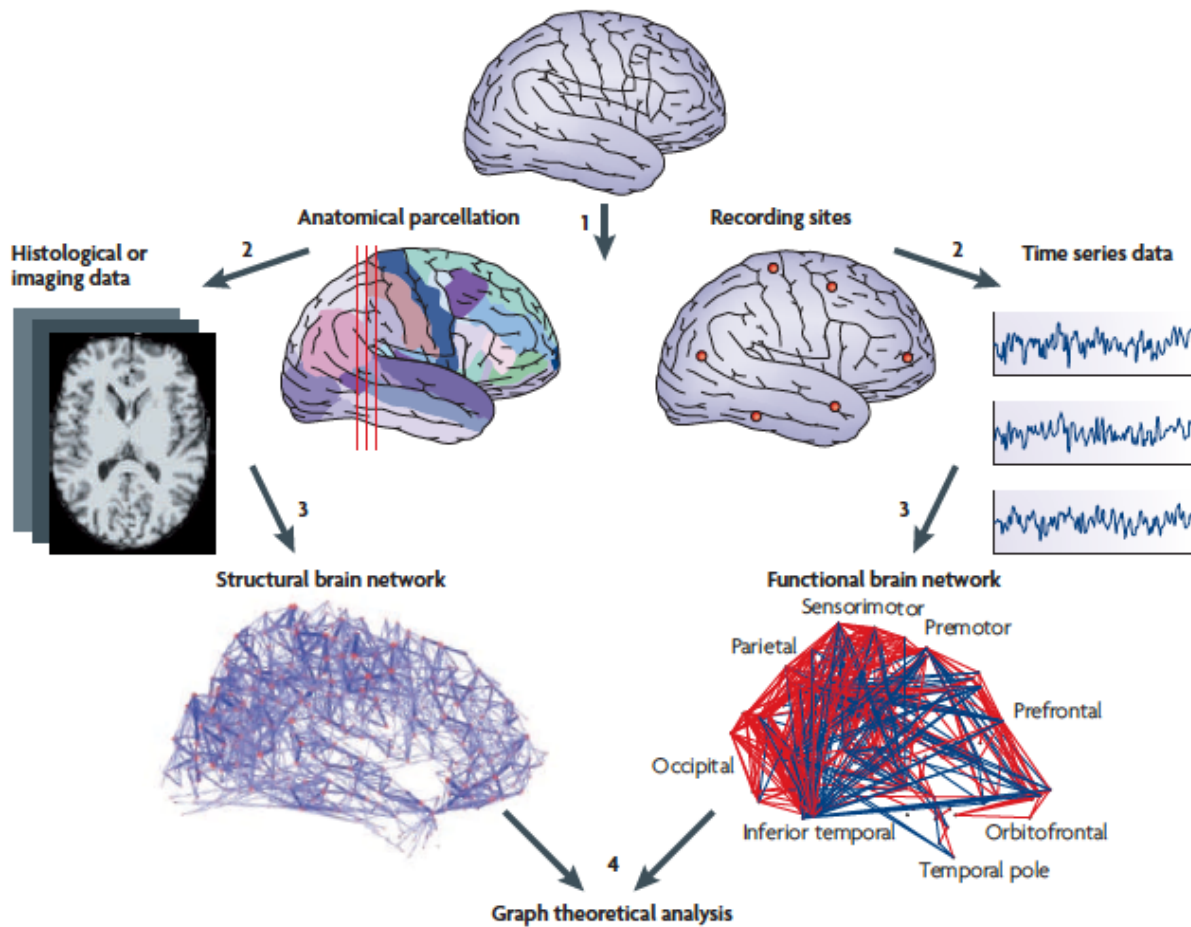 Anatomical parcellation
1
Recording sites
Histological or
imaging data
2
2
Time series data
3
3
Structural brain network
Functional brain network
Sensorimotor
Premotor
Parietal
Prefrontal
Occipital
Inferior temporal
Orbitofrontal
Temporal pole
4
Graph theoretical analysis